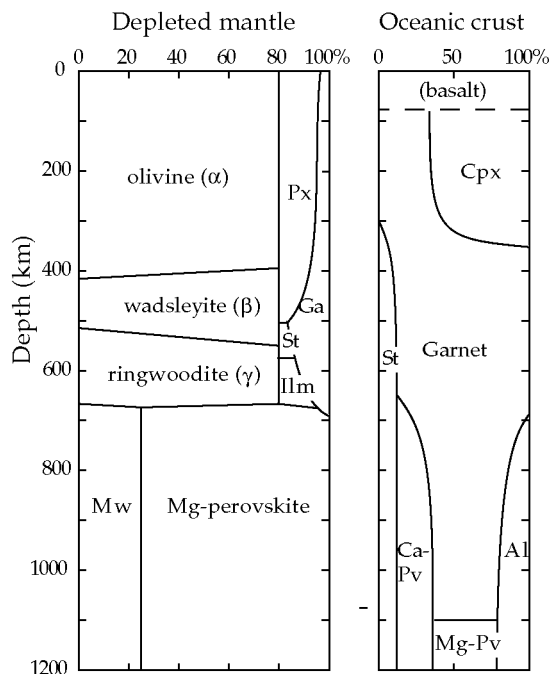 Depleted mantle
Oceanic crust
0 20 40 60 80 100%
0 50 100%
0
200
400
600
800
1000
1200
Depth (km)
(basalt)
olivine (α)
Px
Cpx
wadsleyite (β)
Ga
St
ringwoodite (γ)
Ilm
St
Garnet
Mw
Mg-perovskite
Ca-
Pv
Al
Mg-Pv